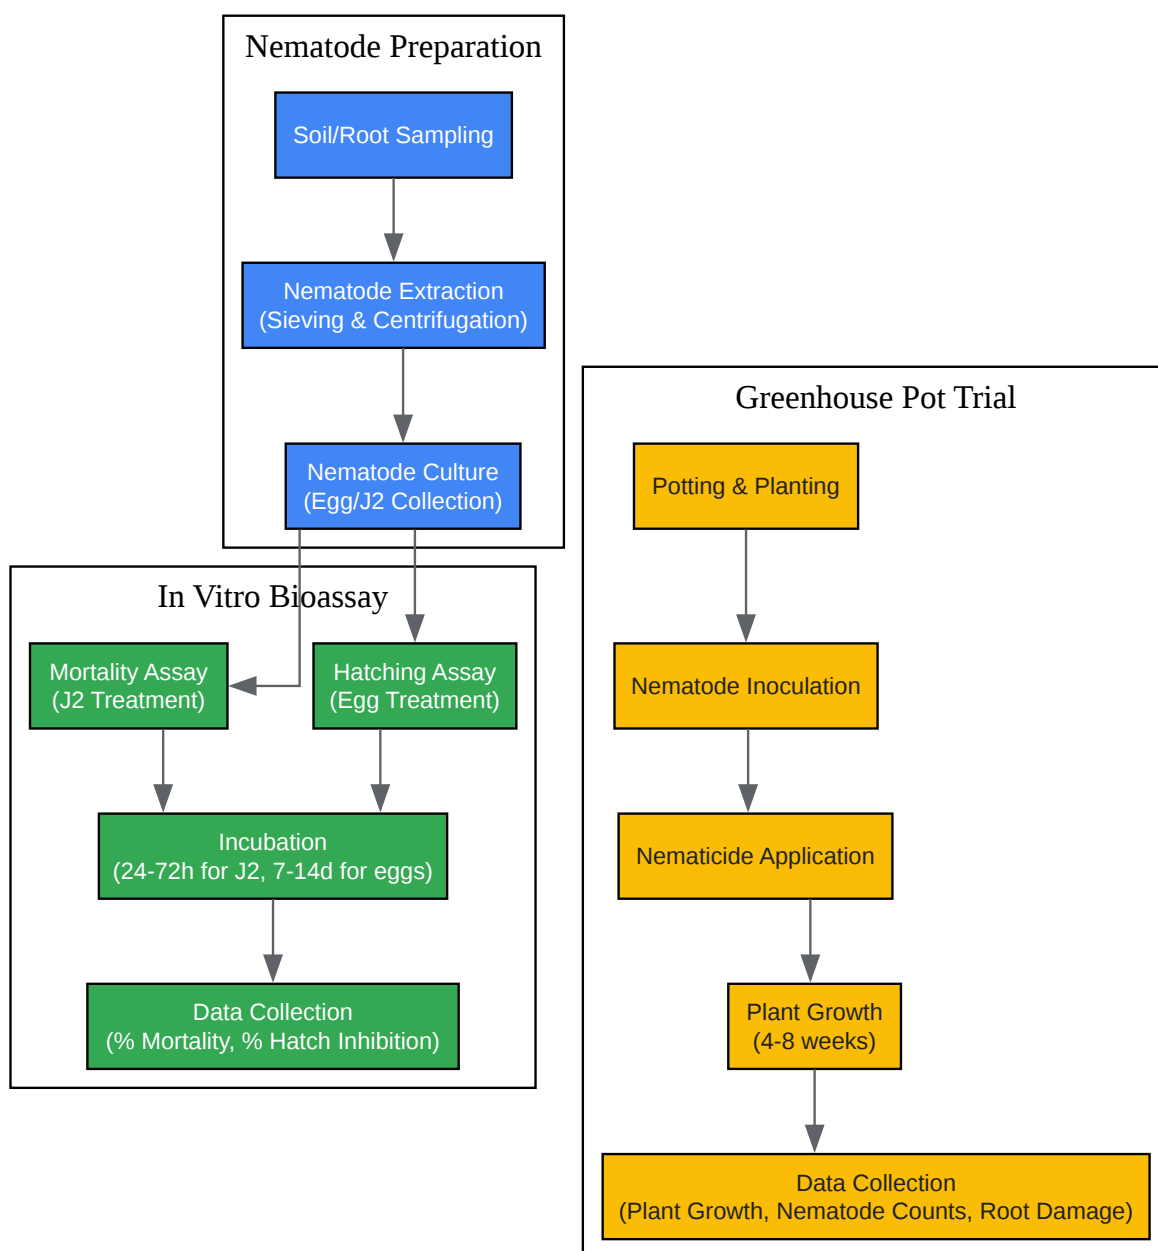 Nematode Preparation
Soil/Root Sampling
Nematode Extraction
(Sieving & Centrifugation)
Nematode Culture
(Egg/J2 Collection)
In Vitro Bioassay
Mortality Assay
(J2 Treatment)
Hatching Assay
(Egg Treatment)
Incubation
(24-72h for J2, 7-14d for eggs)
Data Collection
(% Mortality, % Hatch Inhibition)
Greenhouse Pot Trial
Potting & Planting
Nematode Inoculation
Nematicide Application
Plant Growth
(4-8 weeks)
Data Collection
(Plant Growth, Nematode Counts, Root Damage)